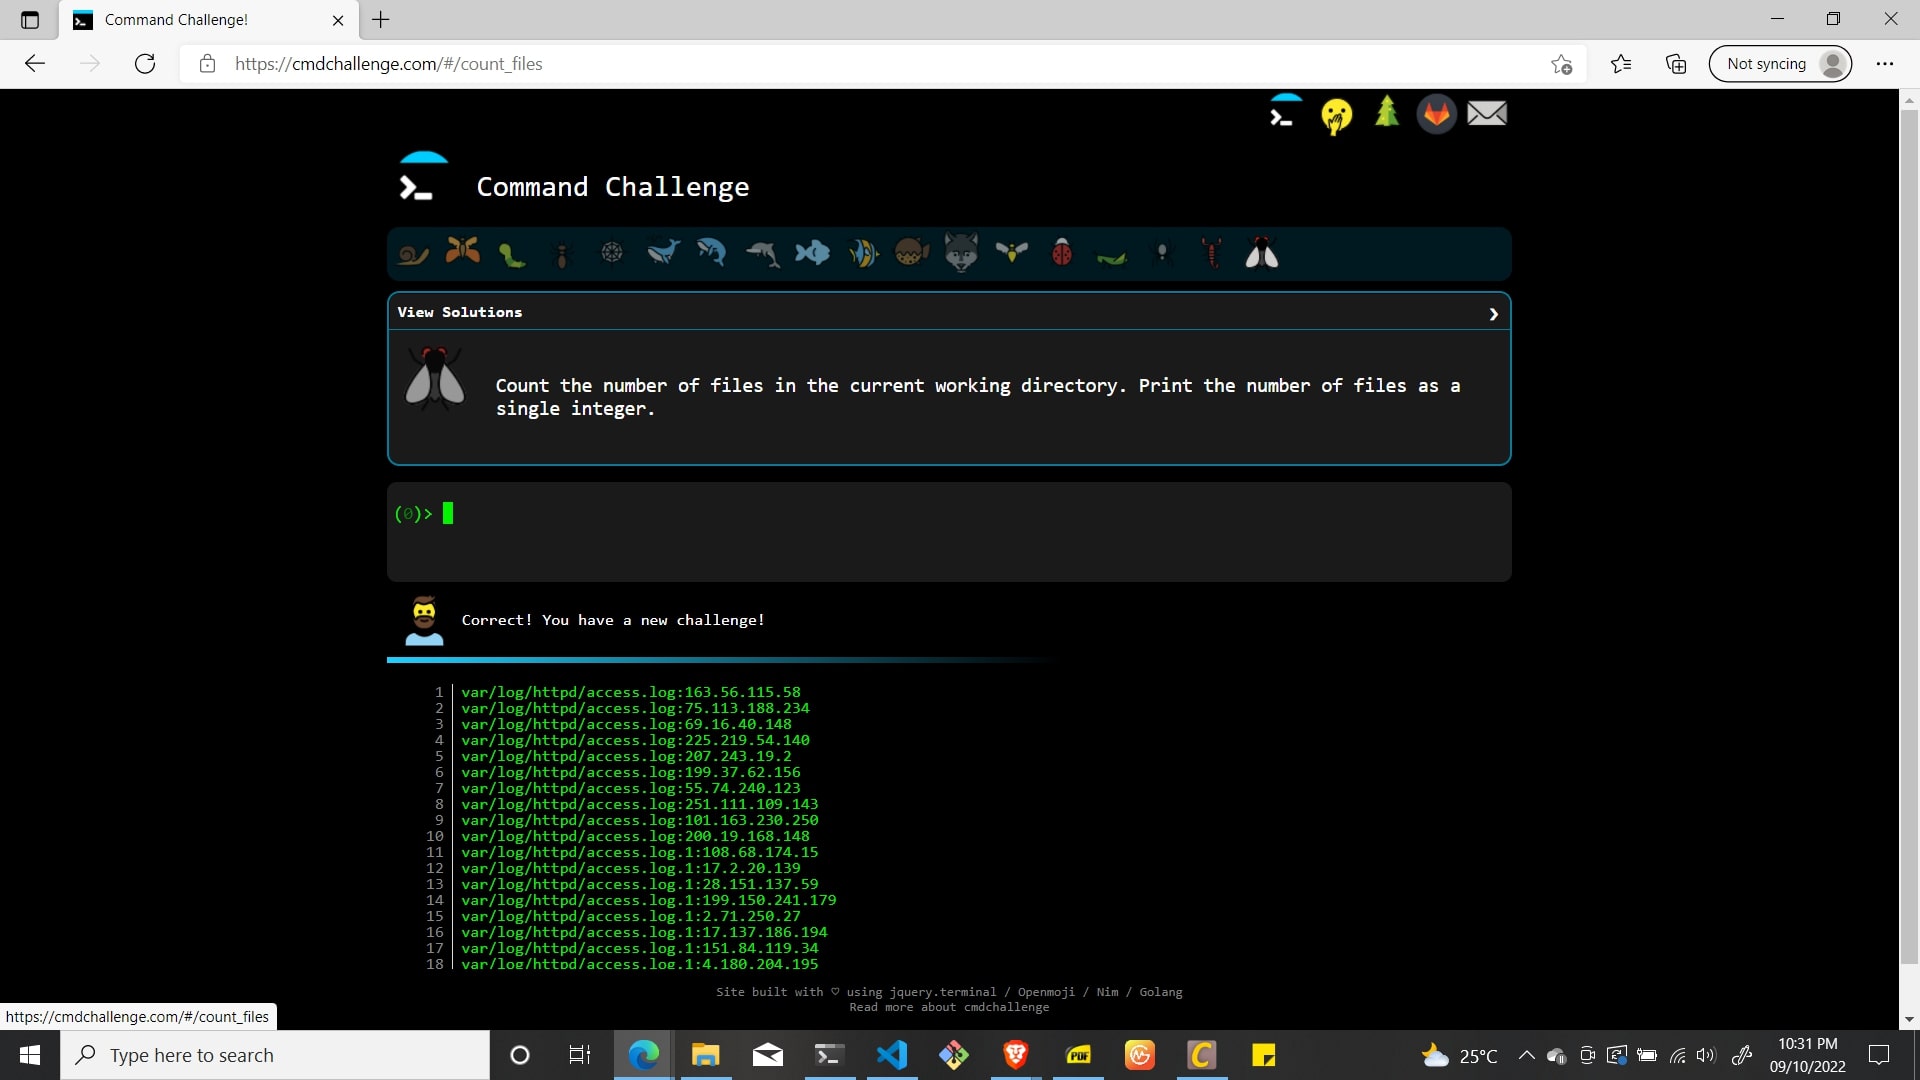 Command Challenge!
https://cmdchallenge.com/#/count_files
Not syncing
Command Challenge
View Solutions
Count the number of files in the current working directory. Print the number of files as a
single integer.
(0)>
Correct! You have a new challenge!
1 var/log/httpd/access.log:163.56.115.58
2 var/log/httpd/access.log:75.113.188.234
3 var/log/httpd/access.log:69.16.40.148
4 var/log/httpd/access.log:225.219.54.140
5 var/log/httpd/access.log:207.243.19.2
6 var/log/httpd/access.log:199.37.62.156
7 var/log/httpd/access.log:55.74.240.123
8 var/log/httpd/access.log:251.111.109.143
9 var/log/httpd/access.log:101.163.230.250
10 var/log/httpd/access.log:200.19.168.148
11 var/log/httpd/access.log.1:108.68.174.15
12 var/log/httpd/access.log.1:17.2.20.139
13 var/log/httpd/access.log.1:28.151.137.59
14 var/log/httpd/access.log.1:199.150.241.179
15 var/log/httpd/access.log.1:2.71.250.27
16 var/log/httpd/access.log.1:17.137.186.194
17 var/log/httpd/access.log.1:151.84.119.34
18 var/log/httpd/access.log.1:4.180.204.195
Site built with ♡ using jquery.terminal / Openmoji / Nim / Golang
Read more about cmdchallenge
https://cmdchallenge.com/#/count_files
Type here to search
PDF
25°C
10:31 PM
09/10/2022